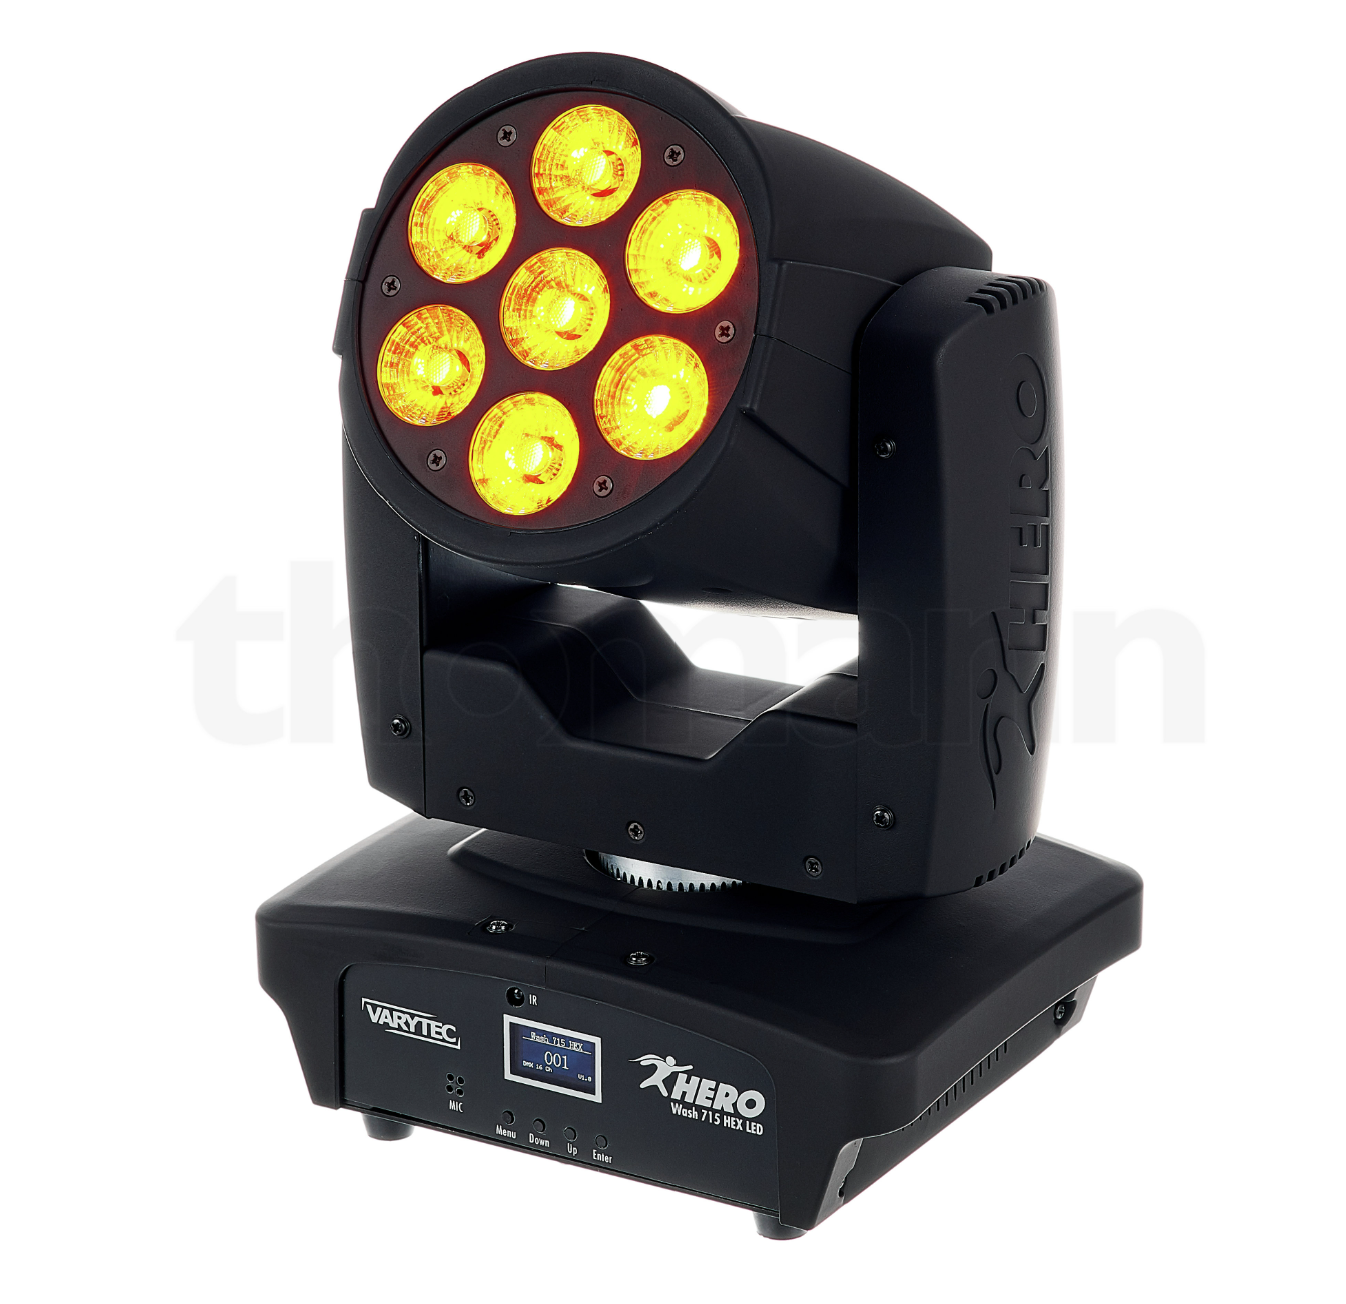 HERO
thomann
IR
VARYTEC
Wash 715 HEX
001
DMX 16 Ch
V1.0
HERO
Wash 715 HEX LED
MIC
Menu
Down
Up
Enter